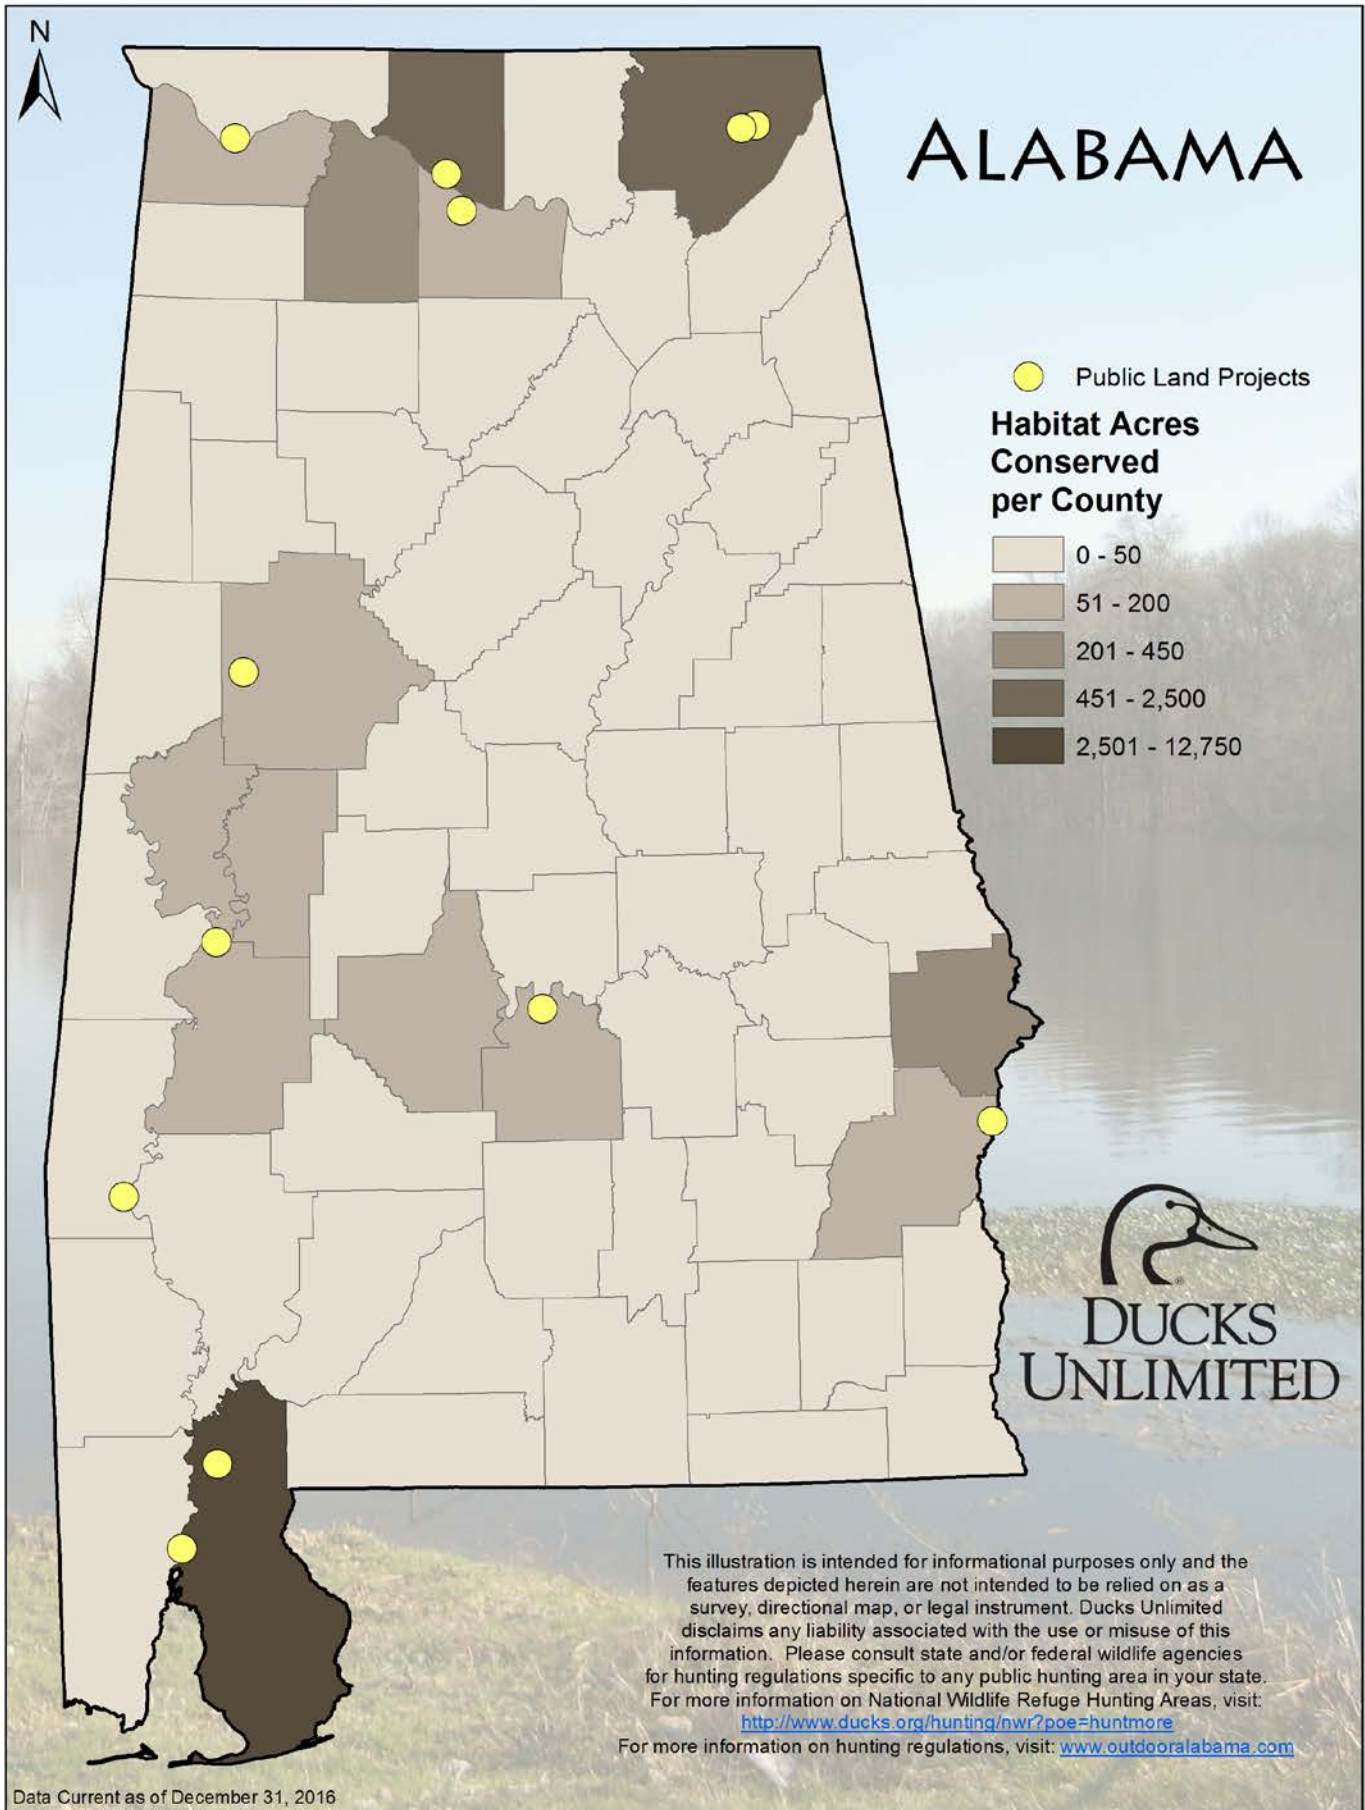 N
ALABAMA
Public Land Projects
Habitat Acres
Conserved
per County
0 - 50
51 - 200
201 - 450
451 - 2,500
2,501 - 12,750
DUCKS
UNLIMITED
This illustration is intended for informational purposes only and the
features depicted herein are not intended to be relied on as a
survey, directional map, or legal instrument. Ducks Unlimited
disclaims any liability associated with the use or misuse of this
information.  Please consult state and/or federal wildlife agencies
for hunting regulations specific to any public hunting area in your state.
For more information on National Wildlife Refuge Hunting Areas, visit:
http://www.ducks.org/hunting/nwr?poe=huntmore
For more information on hunting regulations, visit: www.outdooralabama.com
Data Current as of December 31, 2016